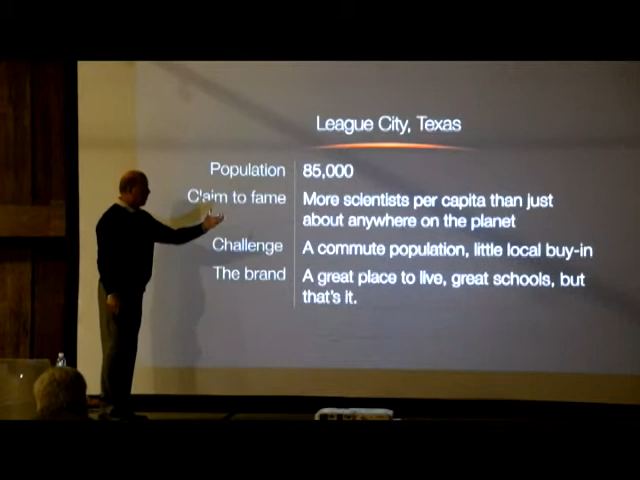 League City, Texas
Population 85,000
Claim to fame More scientists per capita than just
about anywhere on the planet
Challenge A commute population, little local buy-in
The brand A great place to live, great schools, but
that's it.